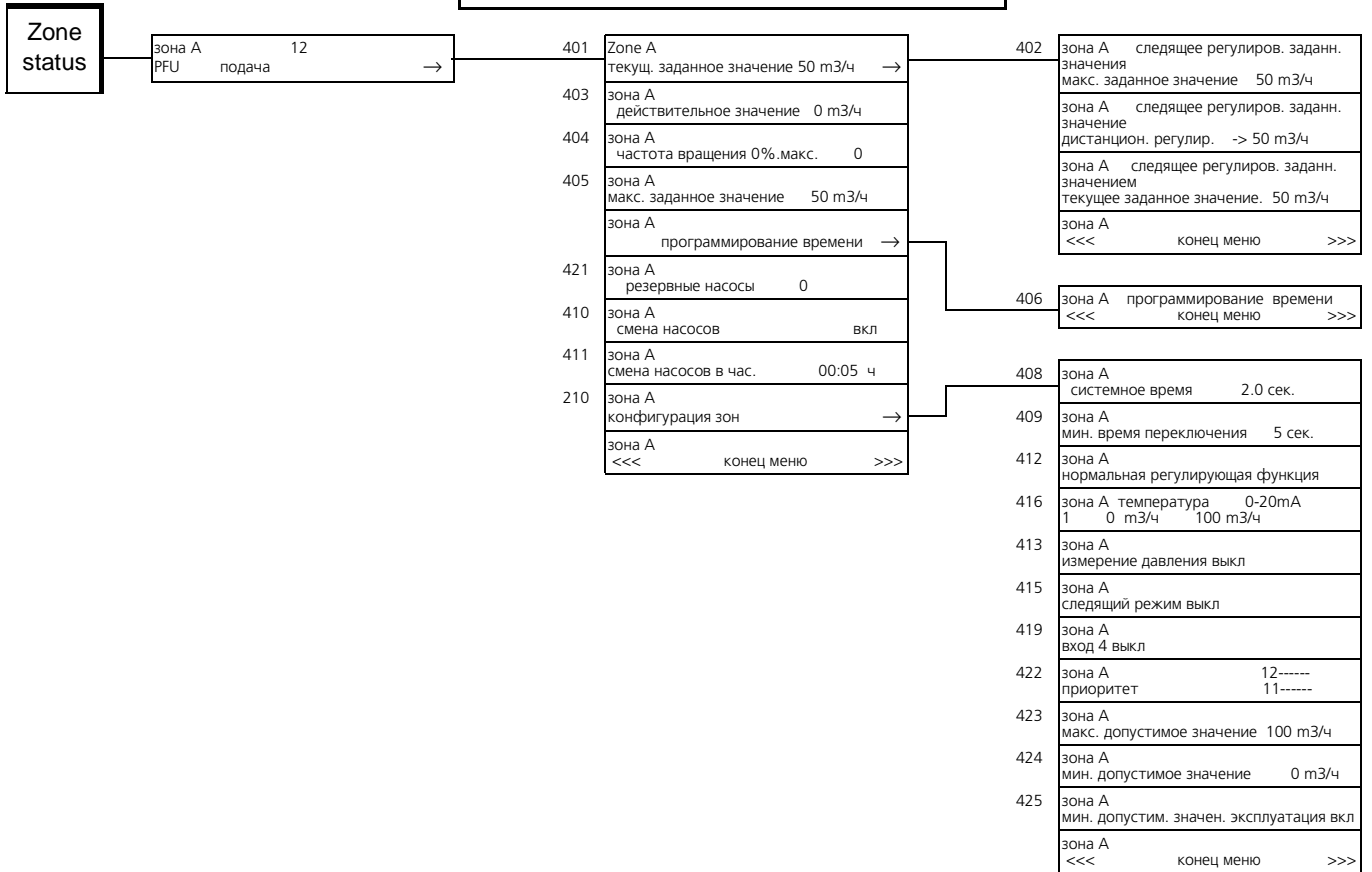 Zone
status
зона A 12
PFU подача →
401 Zone A
текущ. заданное значение 50 m3/ч →
403 зона A
действительное значение 0 m3/ч
404 зона A
частота вращения 0%.макс. 0
405 зона A
макс. заданное значение 50 m3/ч
зона A
программирование времени →
421 зона A
резервные насосы 0
410 зона A
смена насосов вкл
411 зона A
смена насосов в час. 00:05 ч
210 зона A
конфигурация зон →
зона A
<<< конец меню >>>
402 зона A следящее регулиров. заданн.
значения
макс. заданное значение 50 m3/ч
зона A следящее регулиров. заданн.
значение
дистанцион. регулир. -> 50 m3/ч
зона A следящее регулиров. заданн.
значением
текущее заданное значение. 50 m3/ч
зона A
<<< конец меню >>>
406 зона A программирование времени
<<< конец меню >>>
408 зона A
системное время 2.0 сек.
409 зона A
мин. время переключения 5 сек.
412 зона A
нормальная регулирующая функция
416 зона A температура 0-20mA
1 0 m3/ч 100 m3/ч
413 зона A
измерение давления выкл
415 зона A
следящий режим выкл
419 зона A
вход 4 выкл
422 зона A 12------
приоритет 11------
423 зона A
макс. допустимое значение 100 m3/ч
424 зона A
мин. допустимое значение 0 m3/ч
425 зона A
мин. допустим. значен. эксплуатация вкл
зона A
<<< конец меню >>>